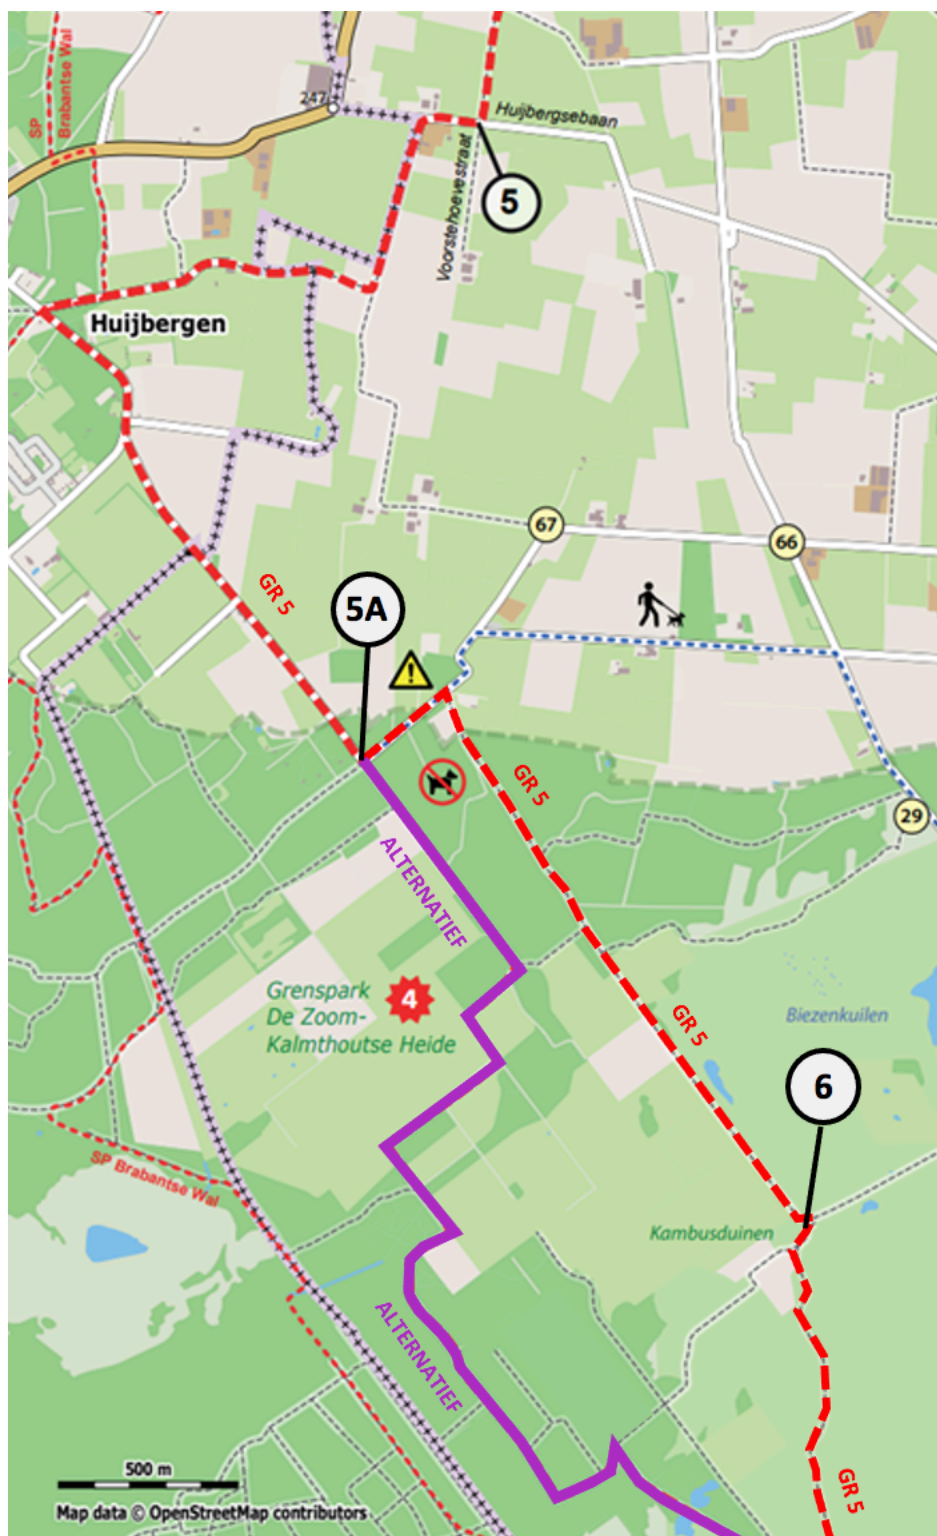 SP
Brabantse Wal
247
Huijbergsebaan
Voorstehoevestraat
5
Huijbergen
67
66
GR 5
5A
29
GR 5
ALTERNATIEF
Grenspark
De Zoom-
Kalmthoutse Heide
4
GR 5
Biezenkuilen
6
SP Brabantse Wal
Kambusduinen
ALTERNATIEF
500 m
GR 5
Map data © OpenStreetMap contributors